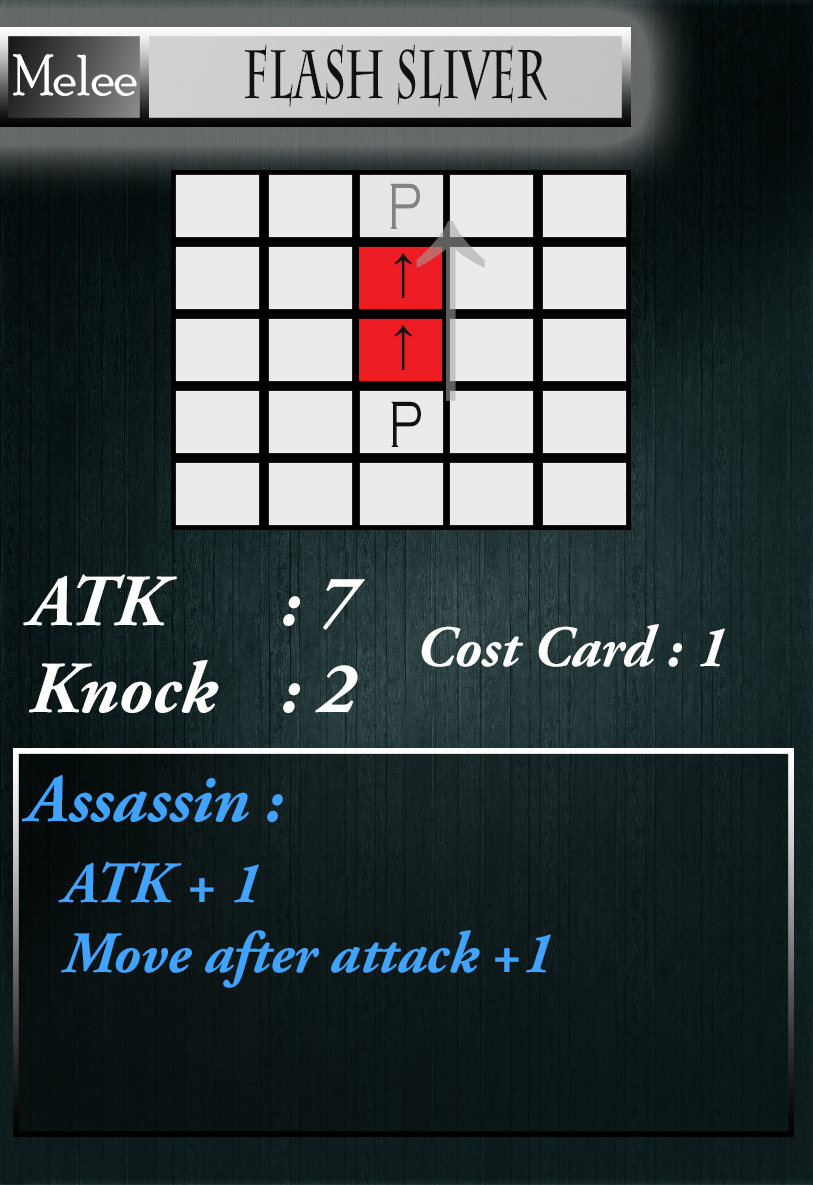 Melee FLASH SLIVER
P
↑
↑
P
ATK : 7
Cost Card : 1
Knock : 2
Assassin :
ATK + 1
Move after attack +1